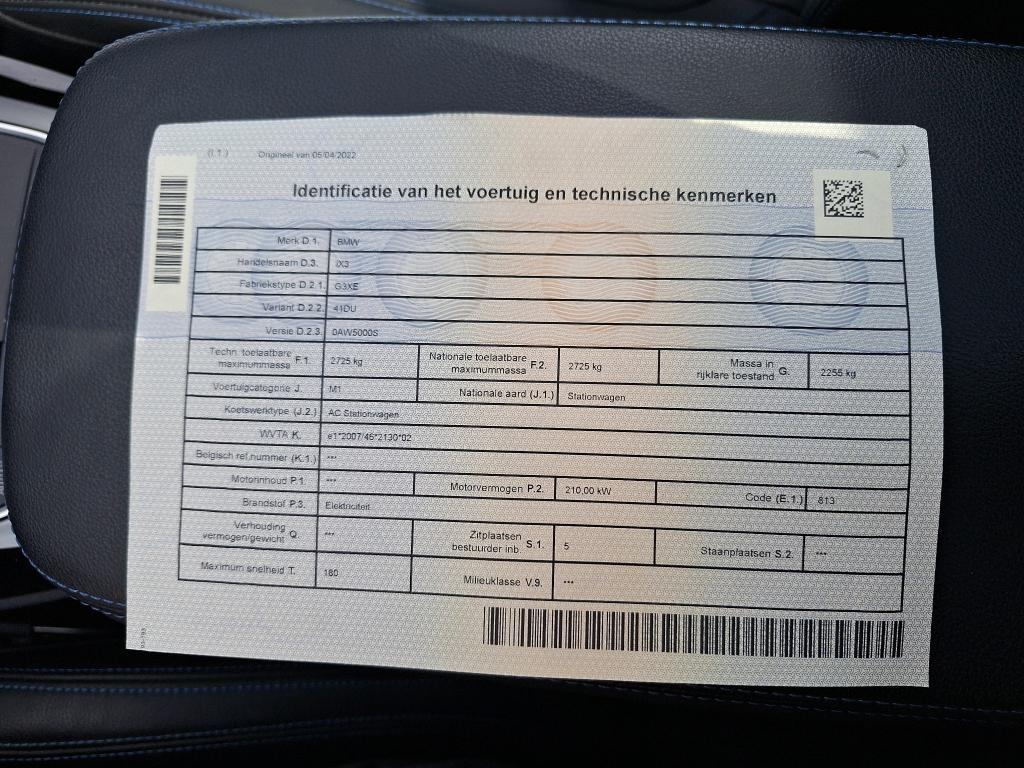 (I.1.) Origineel van 05/04/2022
Identificatie van het voertuig en technische kenmerken
Merk D.1. BMW
Handelsnaam D.3. iX3
Fabriekstype D.2.1. G3XE
Variant D.2.2. 41DU
Versie D.2.3. 0AW5000S
Techn. toelaatbare maximummassa F.1. 2725 kg Nationale toelaatbare maximummassa F.2. 2725 kg Massa in rijklare toestand G. 2255 kg
Voertuigcategorie J. M1 Nationale aard (J.1.) Stationwagen
Koetswerktype (J.2.) AC Stationwagen
WVTA K. e1*2007/46*2130*02
Belgisch ref.nummer (K.1.) ***
Motorinhoud P.1. *** Motorvermogen P.2. 210,00 kW Code (E.1.) 813
Brandstof P.3. Elektriciteit
Verhouding vermogen/gewicht Q. *** Zitplaatsen bestuurder inb. S.1. 5 Staanplaatsen S.2. ***
Maximum snelheid T. 180 Milieuklasse V.9. ***